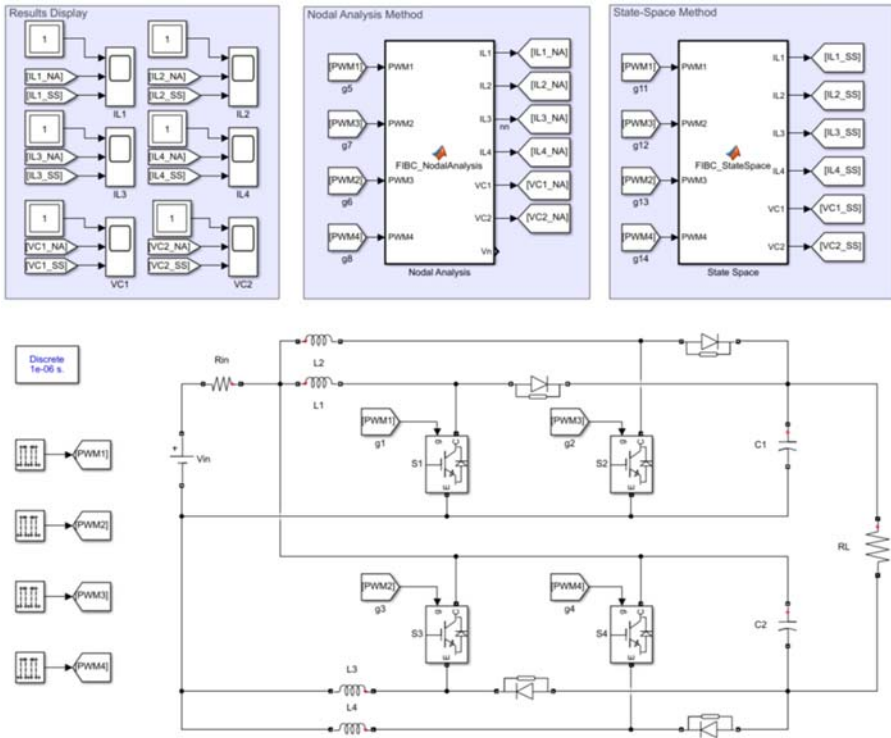 Results Display
1
1
[IL1_NA]
[IL1_SS]
IL1
[IL2_NA]
[IL2_SS]
IL2
1
1
[IL3_NA]
[IL3_SS]
IL3
[IL4_NA]
[IL4_SS]
IL4
1
1
[VC1_NA]
[VC1_SS]
VC1
[VC2_NA]
[VC2_SS]
VC2
Nodal Analysis Method
[PWM1]
g5
[PWM3]
g7
[PWM2]
g6
[PWM4]
g8
PWM1
PWM2
PWM3
PWM4
FIBC_NodalAnalysis
IL1
IL2
IL3
nn
IL4
VC1
VC2
Vn
[IL1_NA]
[IL2_NA]
[IL3_NA]
[IL4_NA]
[VC1_NA]
[VC2_NA]
Nodal Analysis
State-Space Method
[PWM1]
g11
[PWM3]
g12
[PWM2]
g13
[PWM4]
g14
PWM1
PWM2
PWM3
PWM4
FIBC_StateSpace
IL1
IL2
IL3
IL4
VC1
VC2
[IL1_SS]
[IL2_SS]
[IL3_SS]
[IL4_SS]
[VC1_SS]
[VC2_SS]
State Space
Discrete
1e-06 s.
[PWM1]
[PWM2]
[PWM3]
[PWM4]
Rin
L2
L1
+
Vin
[PWM1]
g1
g
C
S1
E
[PWM3]
g2
g
C
S2
E
C1
RL
[PWM2]
g3
g
C
S3
E
[PWM4]
g4
g
C
S4
E
C2
L3
L4